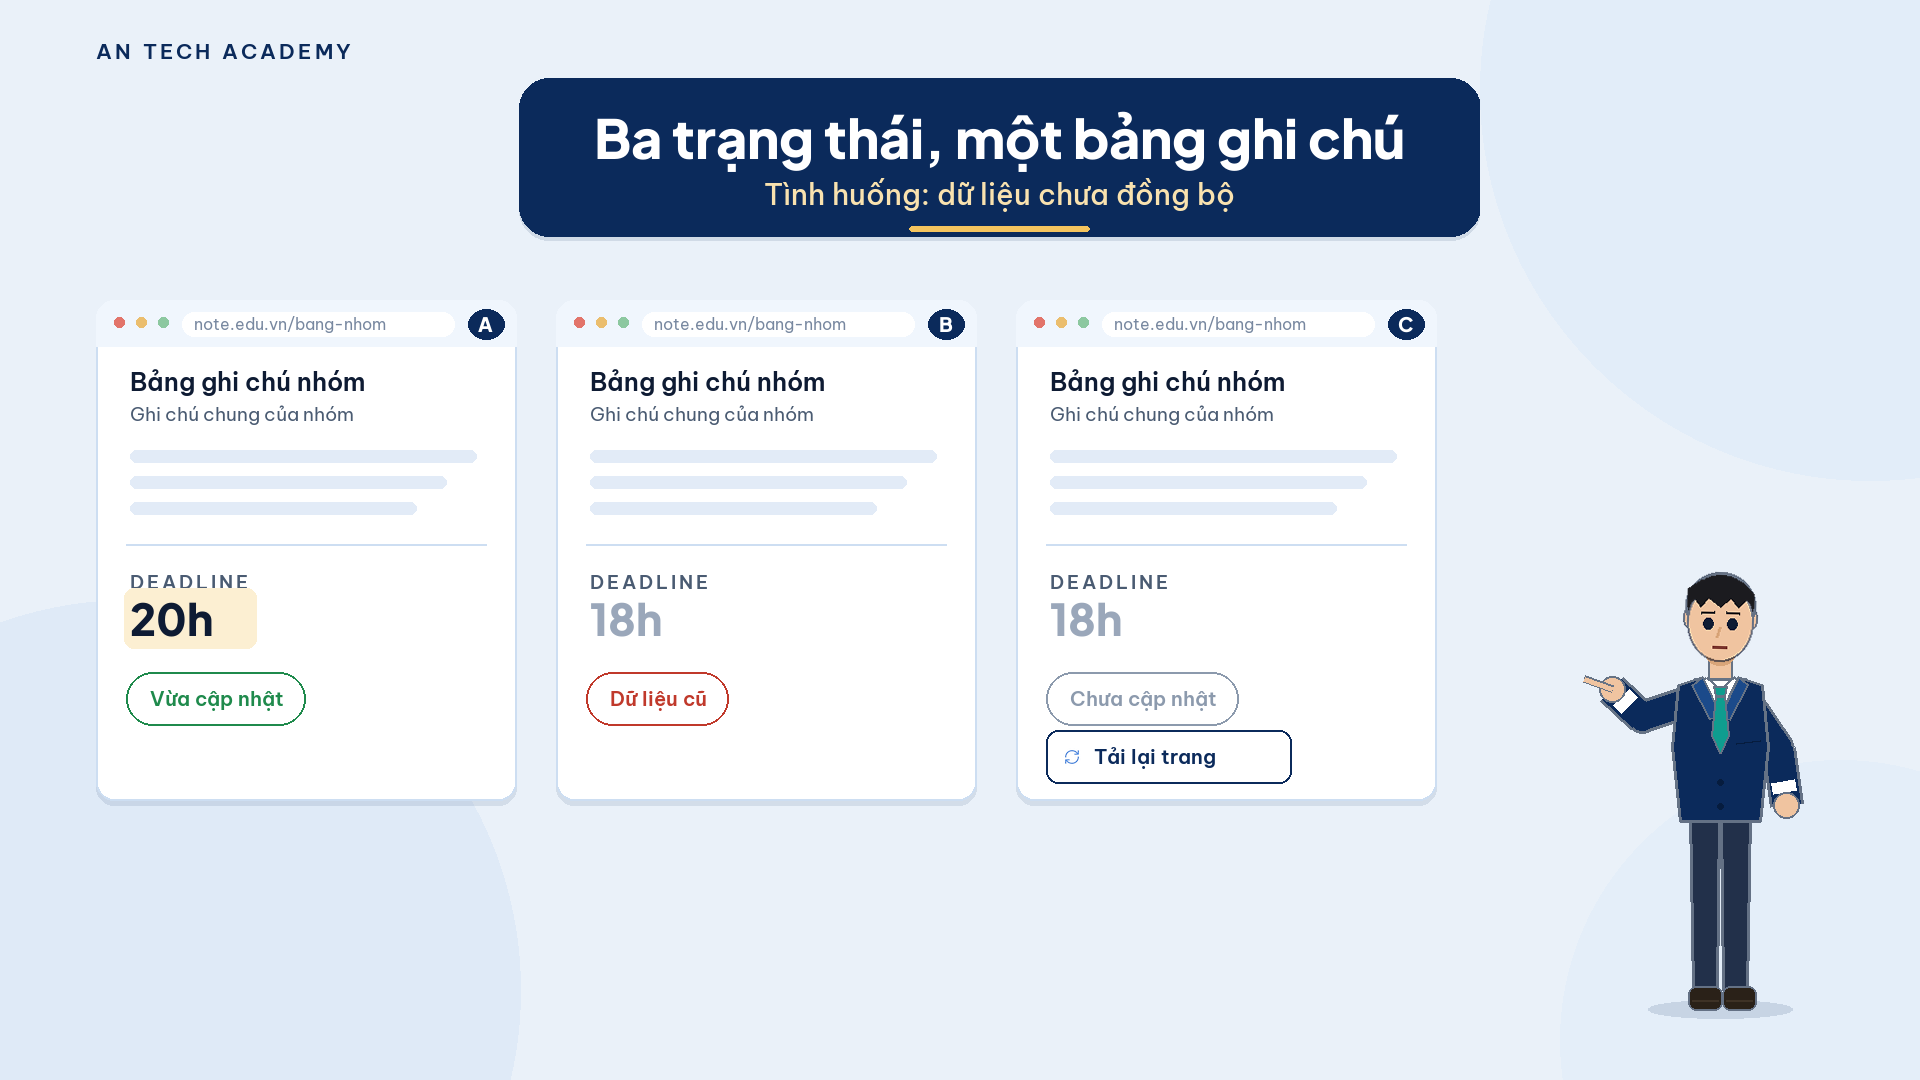 AN TECH ACADEMY
Ba trạng thái, một bảng ghi chú
Tình huống: dữ liệu chưa đồng bộ
note.edu.vn/bang-nhom
A
Bảng ghi chú nhóm
Ghi chú chung của nhóm
DEADLINE
20h
Vừa cập nhật
note.edu.vn/bang-nhom
B
Bảng ghi chú nhóm
Ghi chú chung của nhóm
DEADLINE
18h
Dữ liệu cũ
note.edu.vn/bang-nhom
C
Bảng ghi chú nhóm
Ghi chú chung của nhóm
DEADLINE
18h
Chưa cập nhật
Tải lại trang